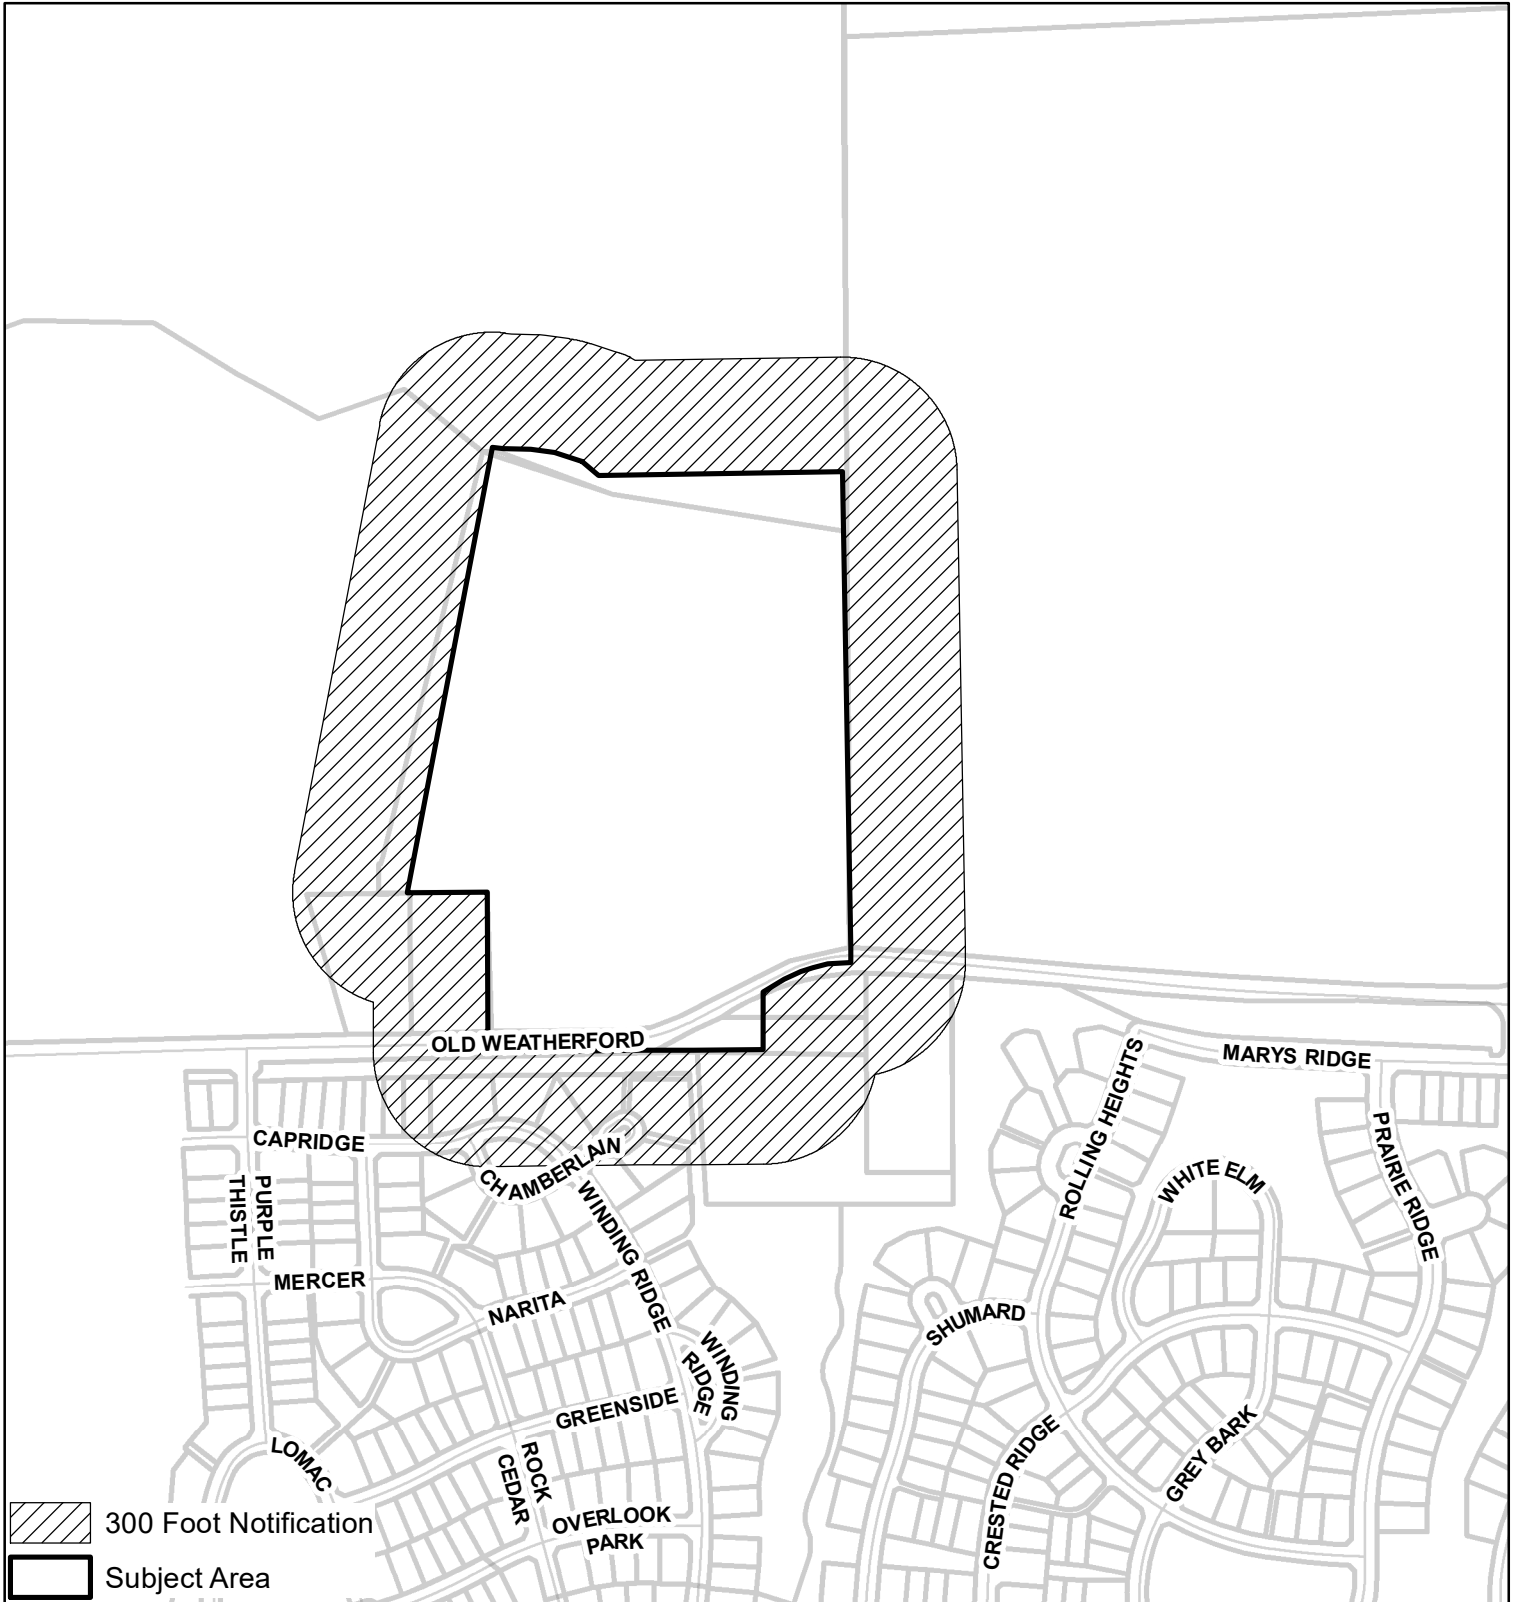 OLD WEATHERFORD
MARYS RIDGE
ROLLING HEIGHTS
PRAIRIE RIDGE
CAPRIDGE
CHAMBERLAIN
WHITE ELM
PURPLE
THISTLE
WINDING RIDGE
MERCER
NARITA
SHUMARD
WINDING
RIDGE
GREENSIDE
LOMAC
ROCK
CEDAR
CRESTED RIDGE
GREY BARK
OVERLOOK
PARK
300 Foot Notification
Subject Area